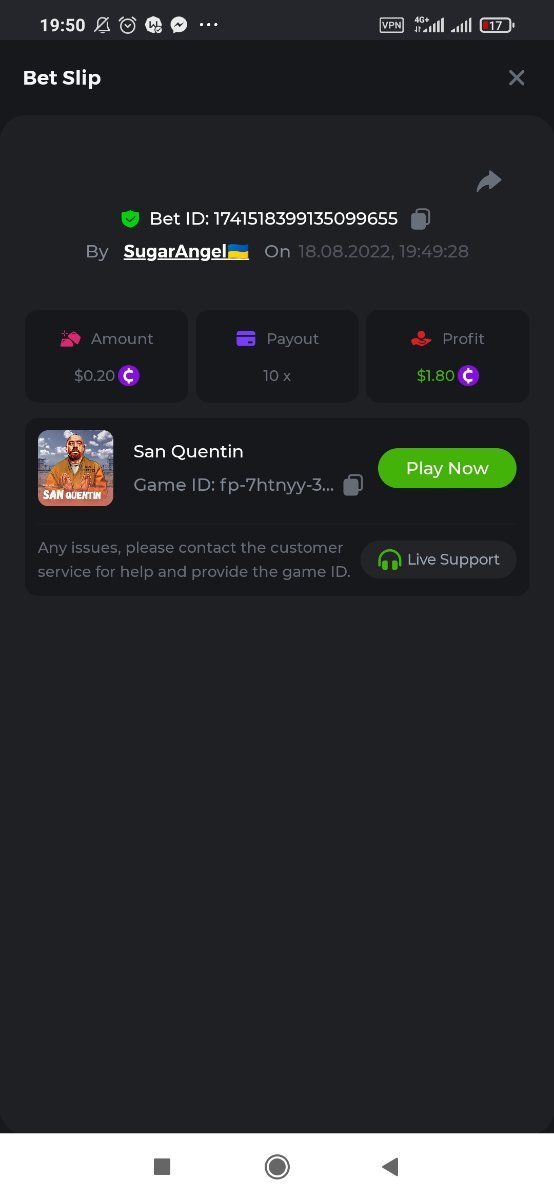 19:50 VPN 4G+ 17
Bet Slip
Bet ID: 1741518399135099655
By SugarAngel🇺🇦 On 18.08.2022, 19:49:28
Amount Payout Profit
$0.20 10 x $1.80
San Quentin
SAN QUENTIN
Game ID: fp-7htnyy-3...
Play Now
Any issues, please contact the customer
service for help and provide the game ID.
Live Support